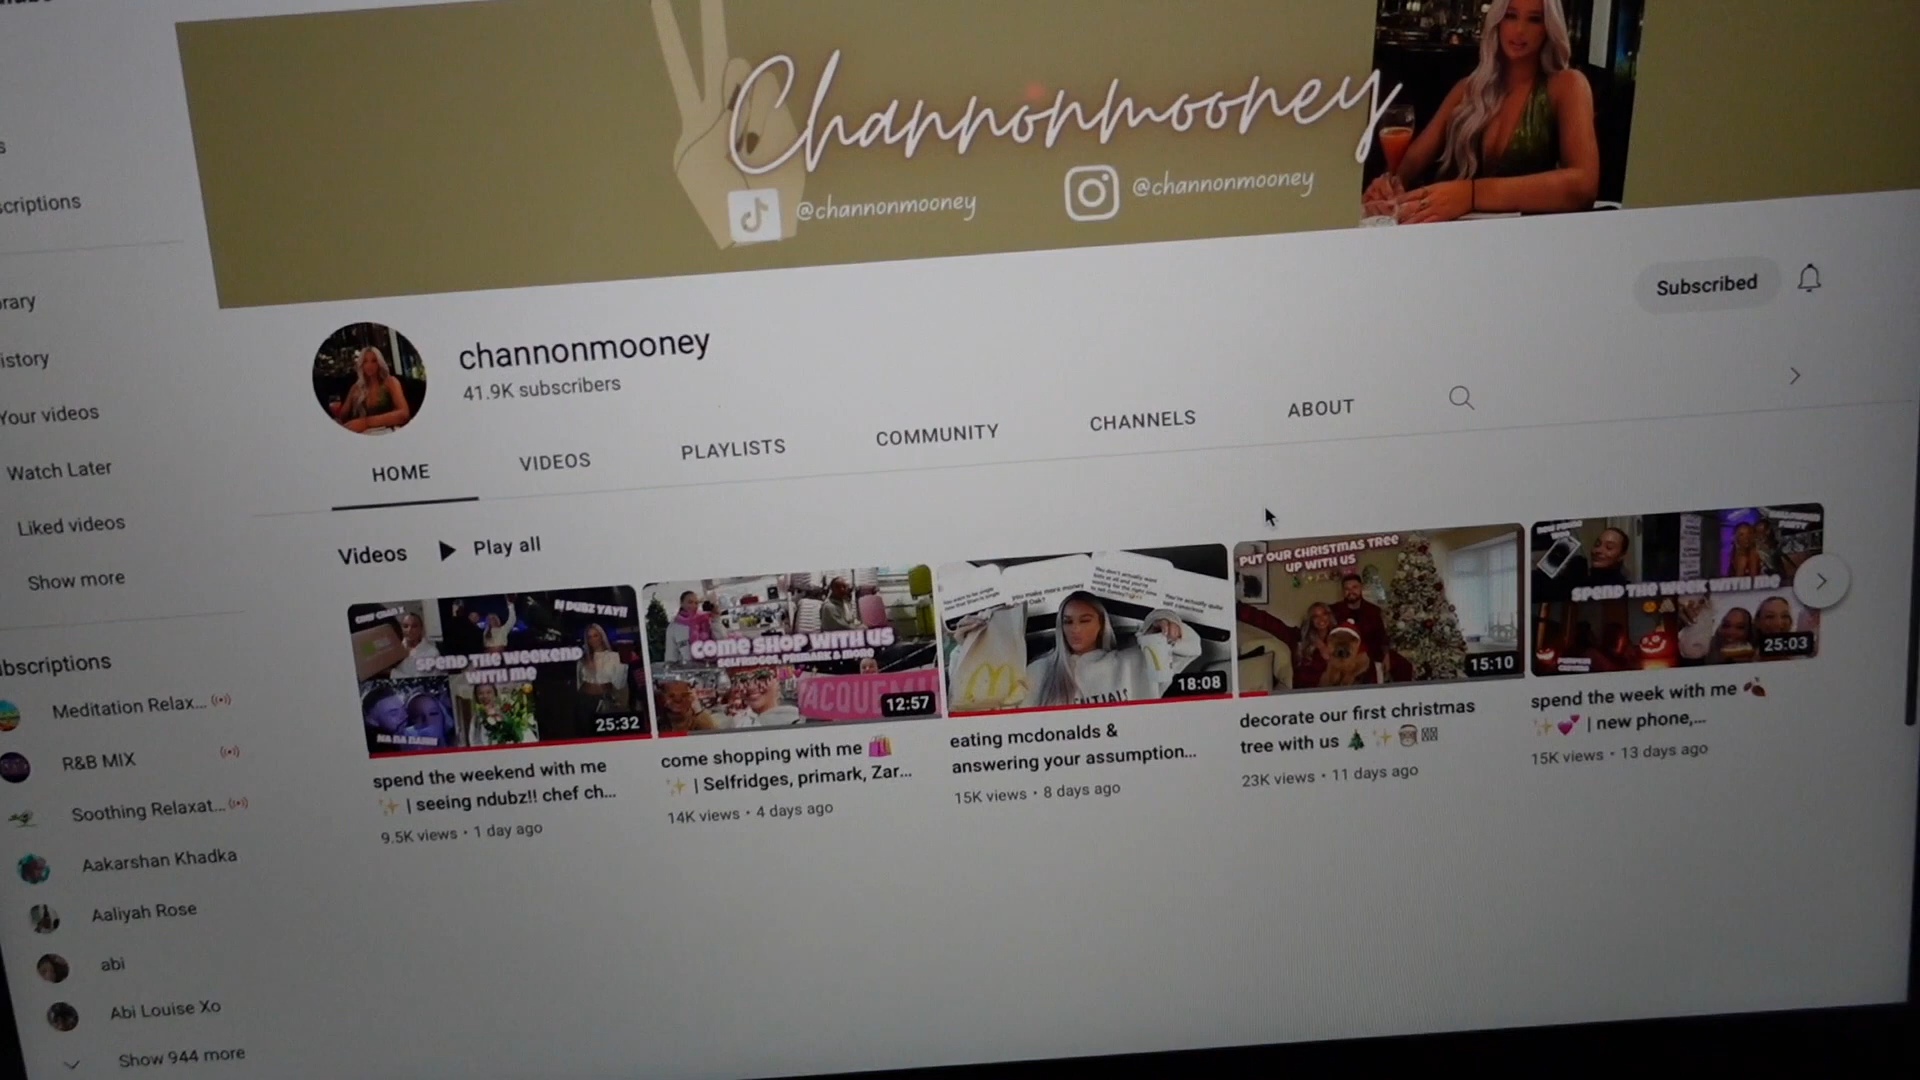 Channonmooney
@channonmooney
@channonmooney
scriptions
channonmooney
41.9K subscribers
Subscribed
HOME
VIDEOS
PLAYLISTS
COMMUNITY
CHANNELS
ABOUT
Your videos
Watch Later
Liked videos
Show more
Videos
Play all
SPEND THE WEEKEND
WITH ME
N DUBZ YAY!!
25:32
spend the weekend with me
✨ | seeing ndubz!! chef ch...
9.5K views • 1 day ago
COME SHOP WITH US
SELFRIDGES, PRIMARK & MORE
JACQUEMU
12:57
come shopping with me 🛍️
✨ | Selfridges, primark, Zar...
14K views • 4 days ago
18:08
eating mcdonalds &
answering your assumption...
15K views • 8 days ago
PUT OUR CHRISTMAS TREE
UP WITH US
15:10
decorate our first christmas
tree with us 🎄✨🎅🏼
23K views • 11 days ago
SPEND THE WEEK WITH ME
25:03
spend the week with me 🍂
✨💕 | new phone,...
15K views • 13 days ago
bscriptions
Meditation Relax...
R&B MIX
Soothing Relaxat...
Aakarshan Khadka
Aaliyah Rose
abi
Abi Louise Xo
Show 944 more